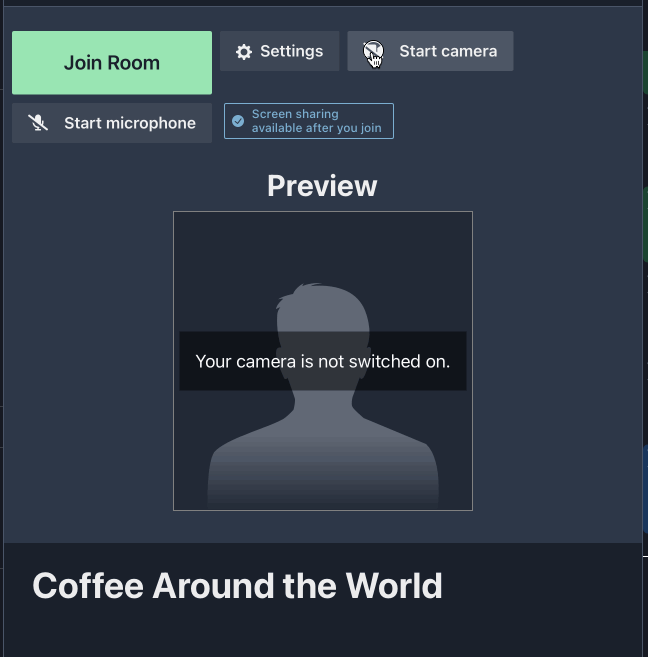 Join Room
Settings
Start camera
Start microphone
Screen sharing
available after you join
Preview
Your camera is not switched on.
Coffee Around the World